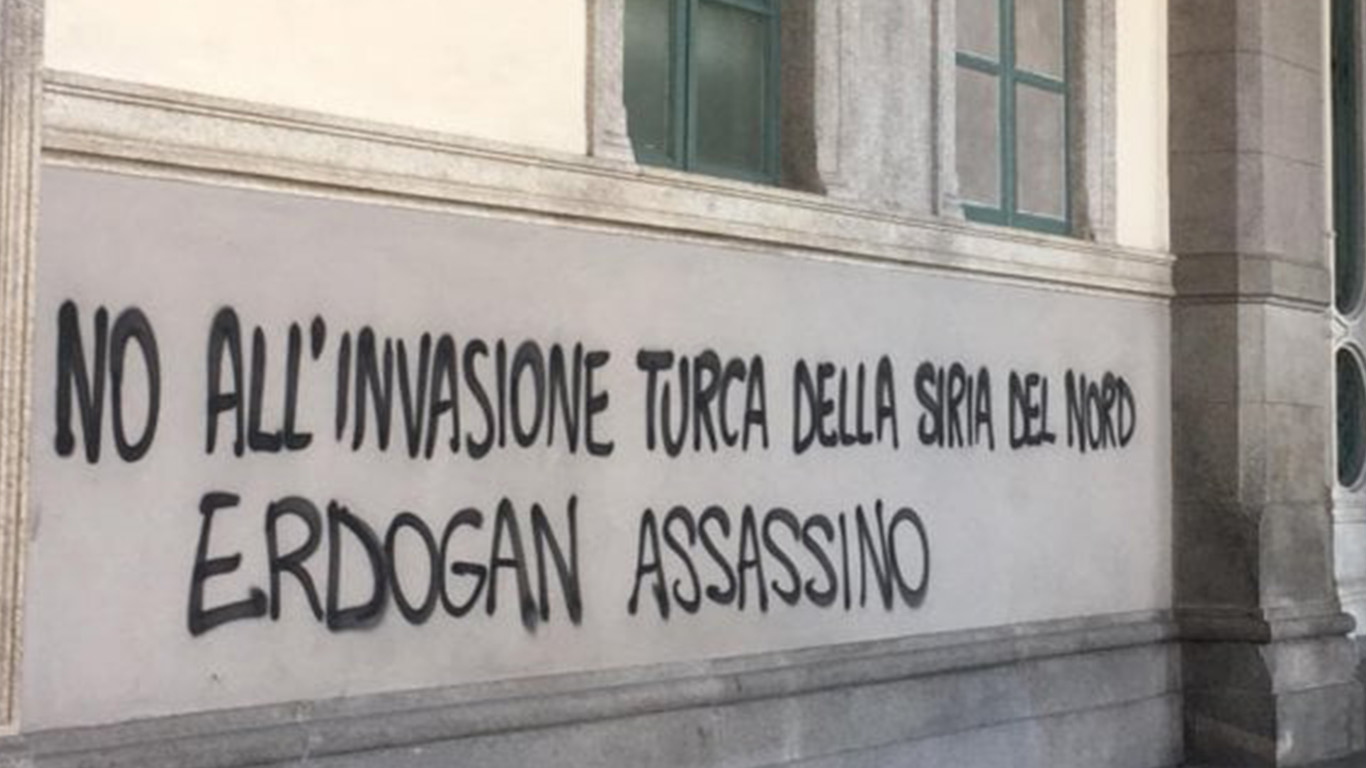 NO ALL'INVASIONE TURCA DELLA SIRIA DEL NORD
ERDOGAN ASSASSINO